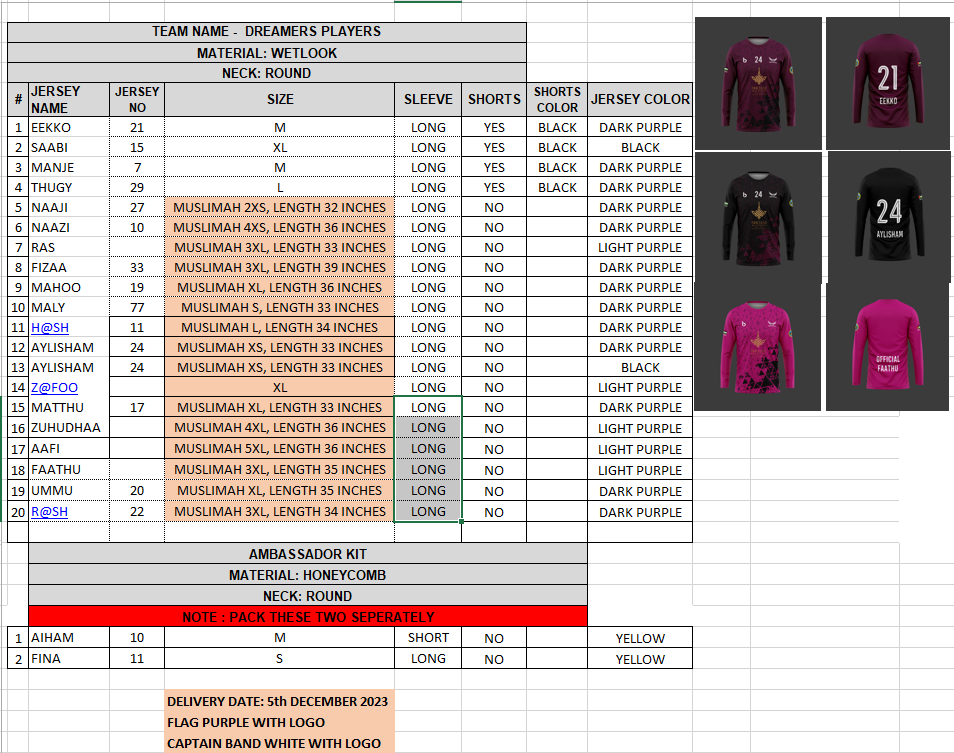 TEAM NAME - DREAMERS PLAYERS
MATERIAL: WETLOOK
NECK: ROUND
# JERSEY NAME JERSEY NO SIZE SLEEVE SHORTS SHORTS COLOR JERSEY COLOR
1 EEKKO 21 M LONG YES BLACK DARK PURPLE
2 SAABI 15 XL LONG YES BLACK BLACK
3 MANJE 7 M LONG YES BLACK DARK PURPLE
4 THUGY 29 L LONG YES BLACK DARK PURPLE
5 NAAJI 27 MUSLIMAH 2XS, LENGTH 32 INCHES LONG NO DARK PURPLE
6 NAAZI 10 MUSLIMAH 4XS, LENGTH 36 INCHES LONG NO DARK PURPLE
7 RAS MUSLIMAH 3XL, LENGTH 33 INCHES LONG NO LIGHT PURPLE
8 FIZAA 33 MUSLIMAH 3XL, LENGTH 39 INCHES LONG NO DARK PURPLE
9 MAHOO 19 MUSLIMAH XL, LENGTH 36 INCHES LONG NO DARK PURPLE
10 MALY 77 MUSLIMAH S, LENGTH 33 INCHES LONG NO DARK PURPLE
11 H@SH 11 MUSLIMAH L, LENGTH 34 INCHES LONG NO DARK PURPLE
12 AYLISHAM 24 MUSLIMAH XS, LENGTH 33 INCHES LONG NO DARK PURPLE
13 AYLISHAM 24 MUSLIMAH XS, LENGTH 33 INCHES LONG NO BLACK
14 Z@FOO XL LONG NO LIGHT PURPLE
15 MATTHU 17 MUSLIMAH XL, LENGTH 33 INCHES LONG NO DARK PURPLE
16 ZUHUDHAA MUSLIMAH 4XL, LENGTH 36 INCHES LONG NO LIGHT PURPLE
17 AAFI MUSLIMAH 5XL, LENGTH 36 INCHES LONG NO LIGHT PURPLE
18 FAATHU MUSLIMAH 3XL, LENGTH 35 INCHES LONG NO LIGHT PURPLE
19 UMMU 20 MUSLIMAH XL, LENGTH 35 INCHES LONG NO DARK PURPLE
20 R@SH 22 MUSLIMAH 3XL, LENGTH 34 INCHES LONG NO DARK PURPLE
AMBASSADOR KIT
MATERIAL: HONEYCOMB
NECK: ROUND
NOTE : PACK THESE TWO SEPERATELY
1 AIHAM 10 M SHORT NO YELLOW
2 FINA 11 S LONG NO YELLOW
DELIVERY DATE: 5th DECEMBER 2023
FLAG PURPLE WITH LOGO
CAPTAIN BAND WHITE WITH LOGO
24
21
EEKKO
24
24
AYLISHAM
OFFICIAL
FAATHU